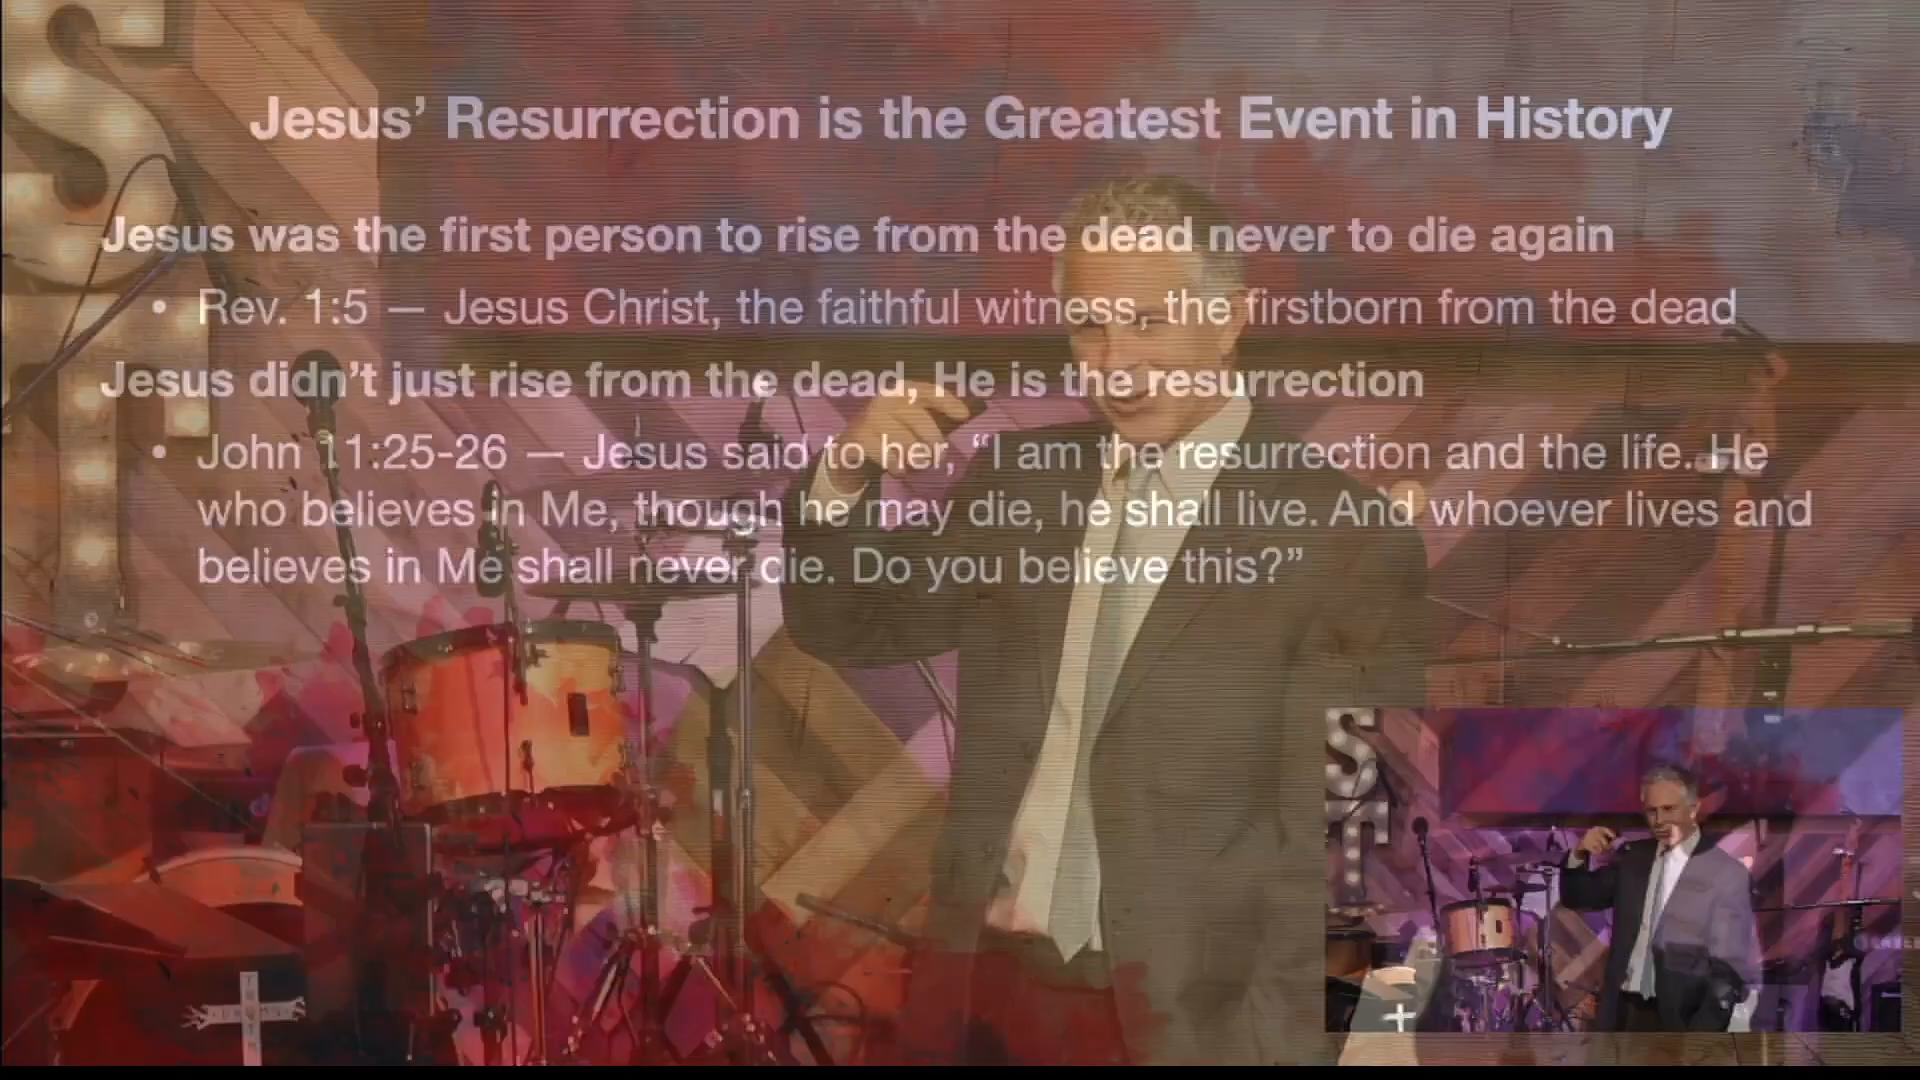 Jesus’ Resurrection is the Greatest Event in History
Jesus was the first person to rise from the dead never to die again
• Rev. 1:5 — Jesus Christ, the faithful witness, the firstborn from the dead
Jesus didn’t just rise from the dead, He is the resurrection
• John 11:25-26 — Jesus said to her, “I am the resurrection and the life. He
who believes in Me, though he may die, he shall live. And whoever lives and
believes in Me shall never die. Do you believe this?”
ST
ST